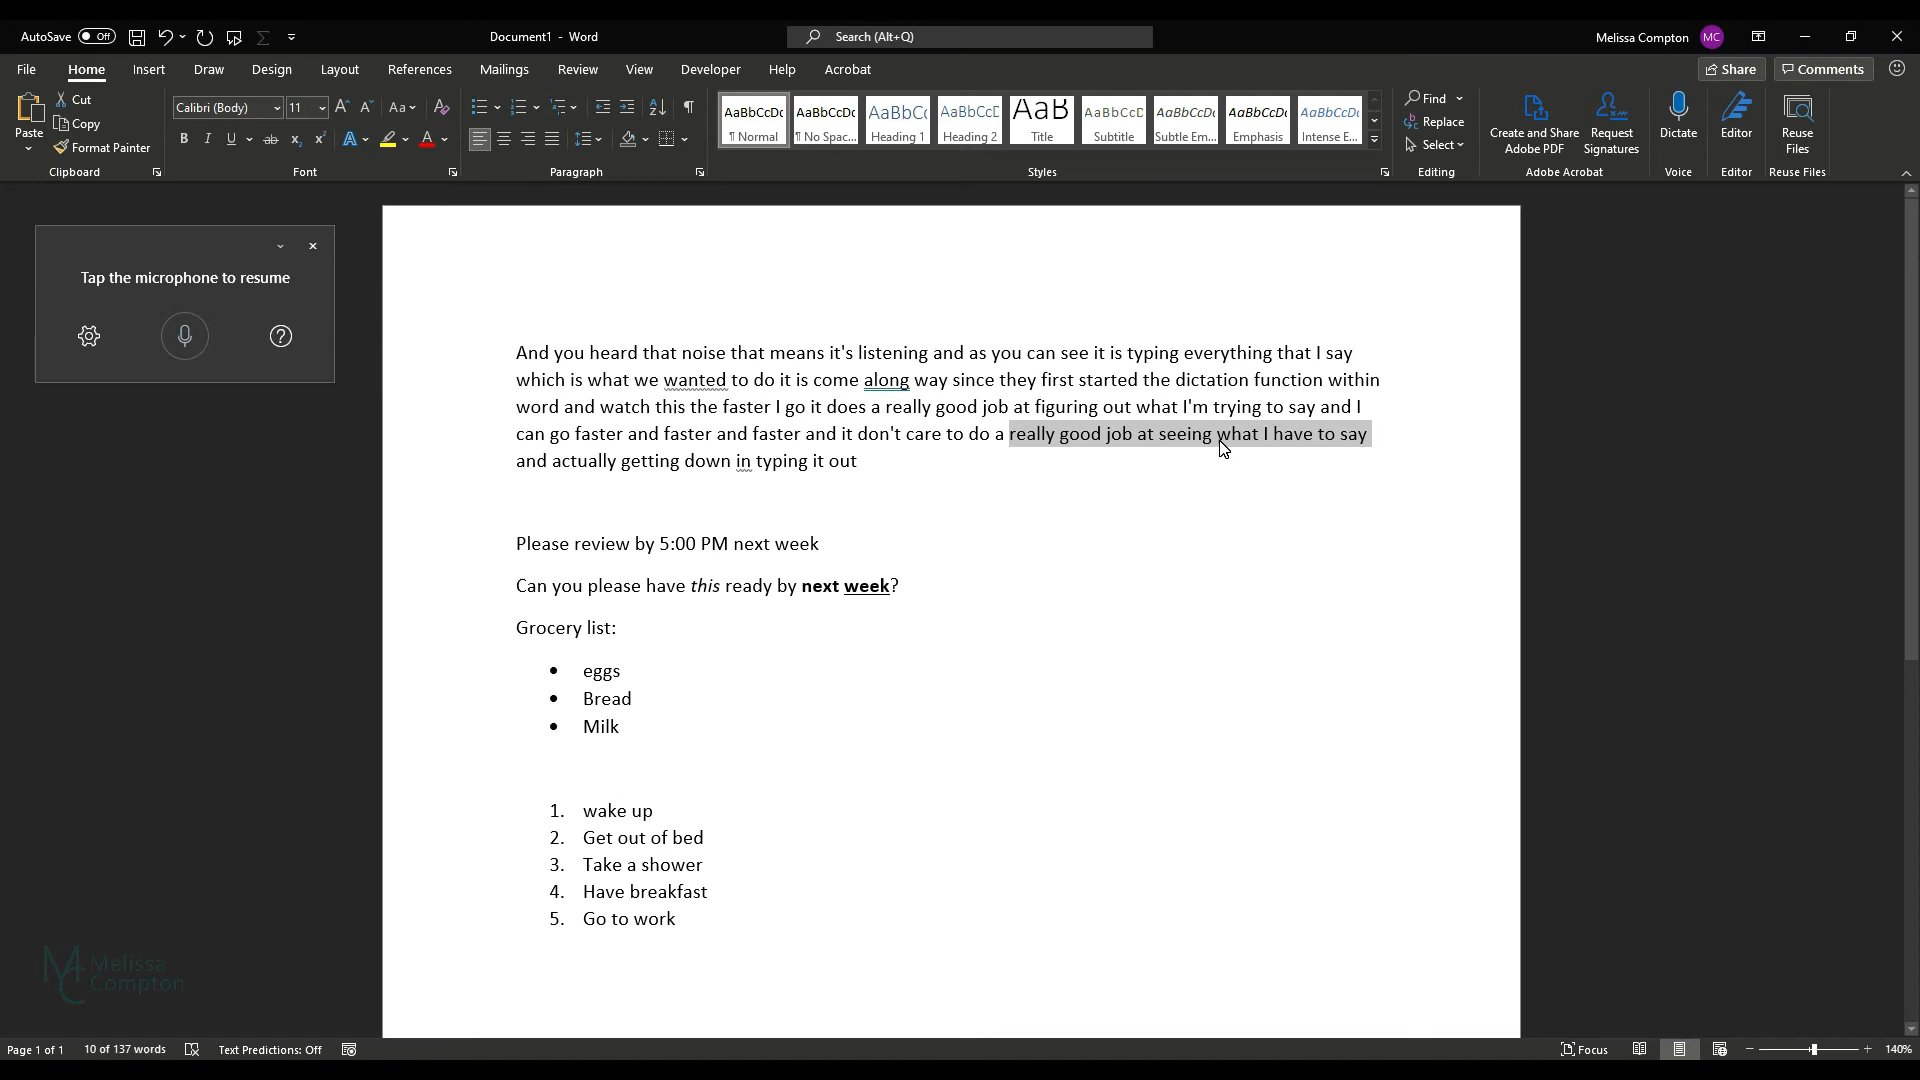 AutoSave Off Document1 - Word Search (Alt+Q) Melissa Compton MC
File Home Insert Draw Design Layout References Mailings Review View Developer Help Acrobat Share Comments
Paste Cut Copy Format Painter Clipboard
Calibri (Body) 11 Aa Font
Paragraph
AaBbCcDc ¶ Normal AaBbCcDc ¶ No Spac... AaBbC( Heading 1 AaBbCcE Heading 2 AaB Title AaBbCcD Subtitle AaBbCcDt Subtle Em... AaBbCcDt Emphasis AaBbCcDt Intense E... Styles
Find Replace Select Editing
Create and Share Adobe PDF Request Signatures Adobe Acrobat
Dictate Voice
Editor Editor
Reuse Files Reuse Files
Tap the microphone to resume
And you heard that noise that means it's listening and as you can see it is typing everything that I say
which is what we wanted to do it is come along way since they first started the dictation function within
word and watch this the faster I go it does a really good job at figuring out what I'm trying to say and I
can go faster and faster and faster and it don't care to do a really good job at seeing what I have to say
and actually getting down in typing it out
Please review by 5:00 PM next week
Can you please have this ready by next week?
Grocery list:
• eggs
• Bread
• Milk
1. wake up
2. Get out of bed
3. Take a shower
4. Have breakfast
5. Go to work
MC Melissa Compton
Page 1 of 1 10 of 137 words Text Predictions: Off Focus 140%